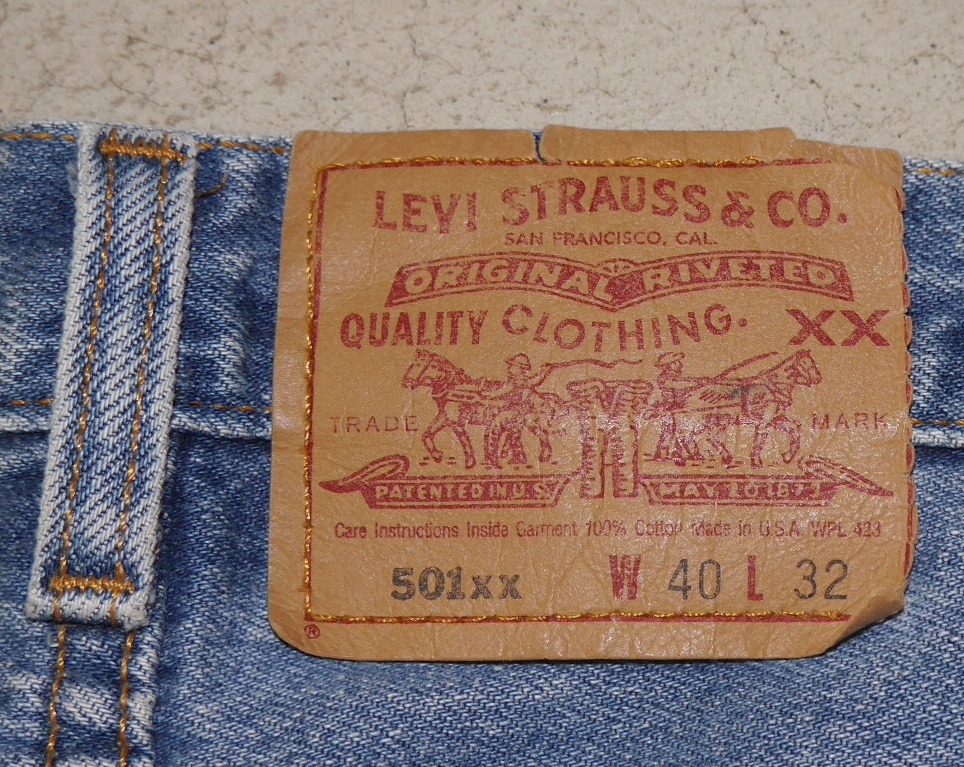 LEVI STRAUSS & CO.
SAN FRANCISCO, CAL.
ORIGINAL RIVETED
QUALITY CLOTHING. XX
TRADE MARK
PATENTED IN U.S. MAY 20 1873
Care Instructions Inside Garment 100% Cotton Made in U.S.A. WPL 423
501xx W 40 L 32
®